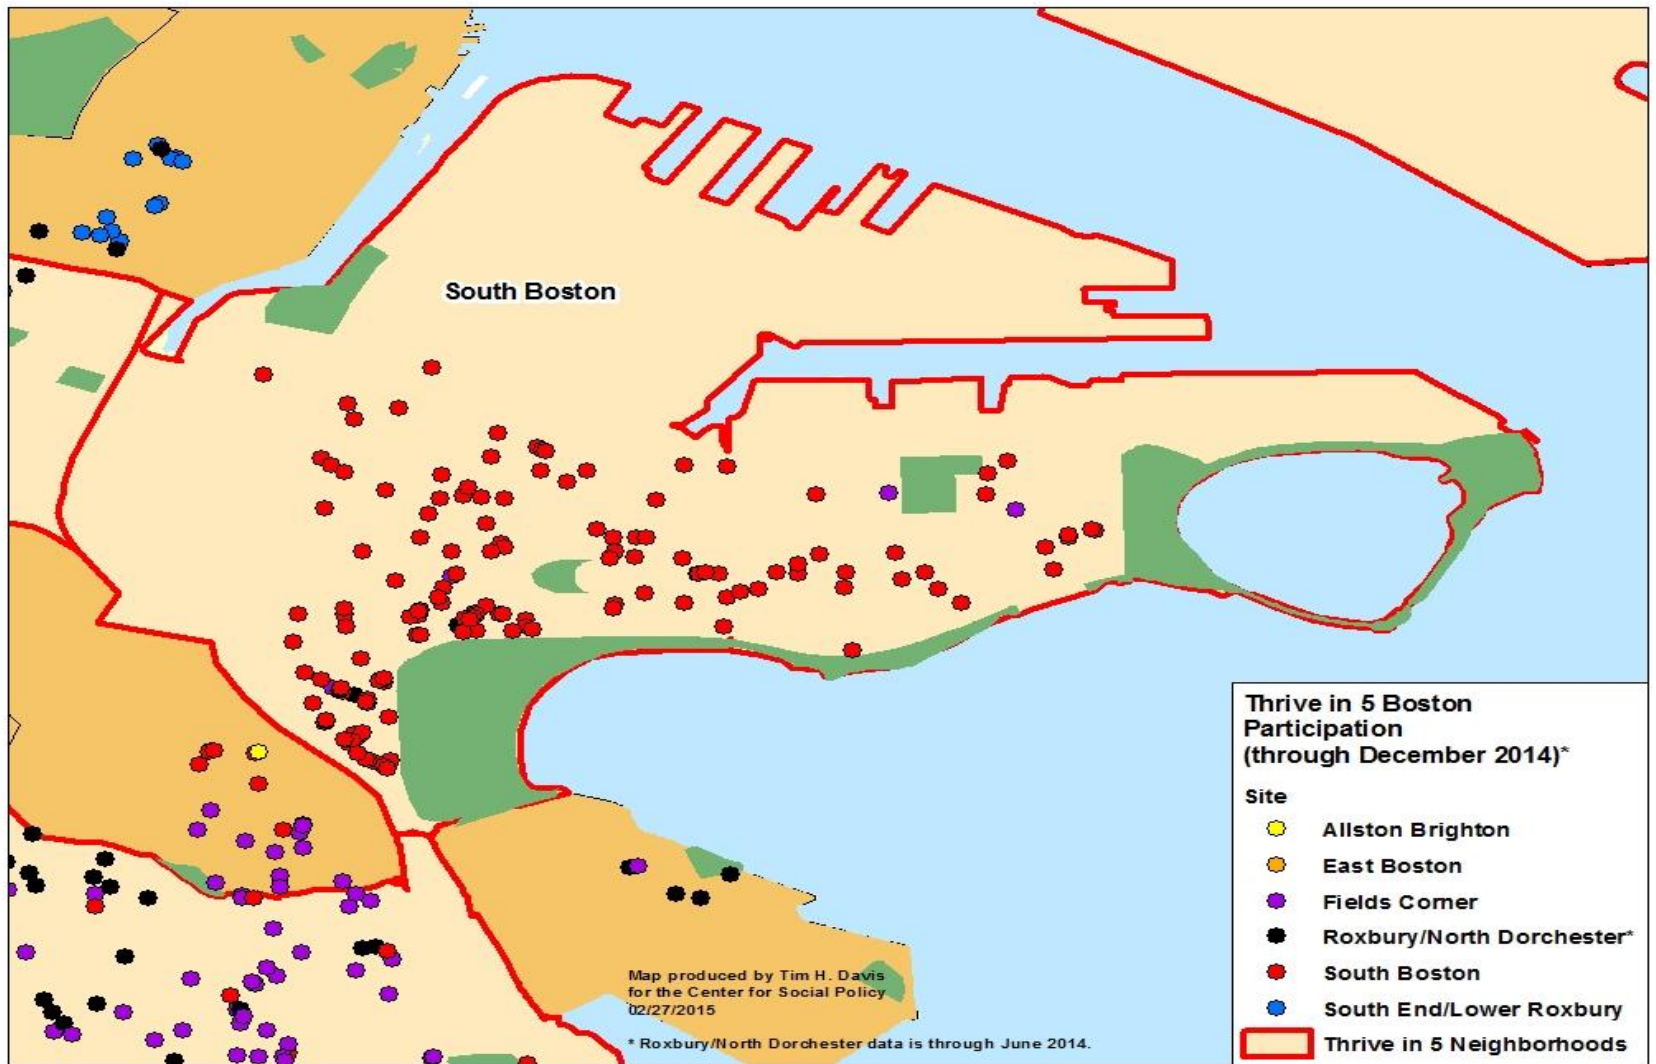 South Boston
Thrive in 5 Boston
Participation
(through December 2014)*
Site
Allston Brighton
East Boston
Fields Corner
Roxbury/North Dorchester*
South Boston
South End/Lower Roxbury
Thrive in 5 Neighborhoods
Map produced by Tim H. Davis
for the Center for Social Policy
02/27/2015
* Roxbury/North Dorchester data is through June 2014.